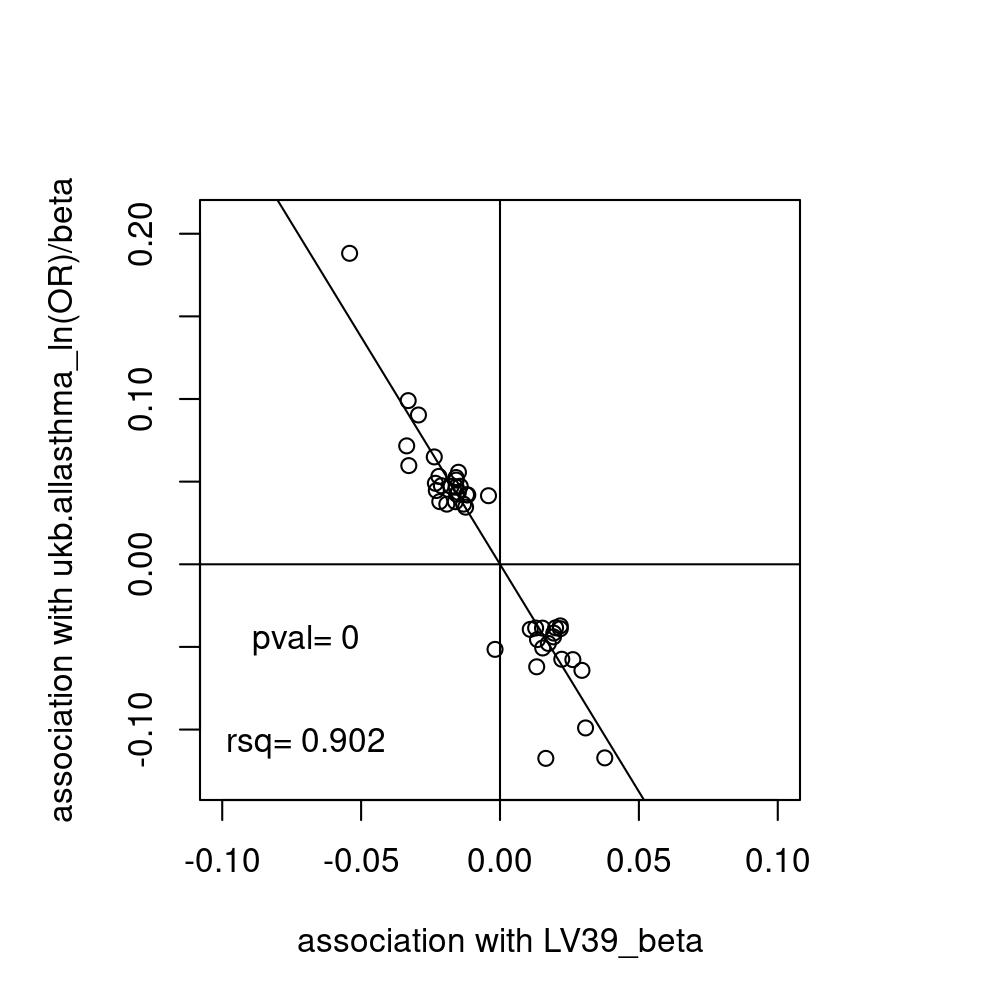 association with ukb.allasthma_ln(OR)/beta
0.20
0.10
0.00
-0.10
pval= 0
rsq= 0.902
-0.10
-0.05
0.00
0.05
0.10
association with LV39_beta